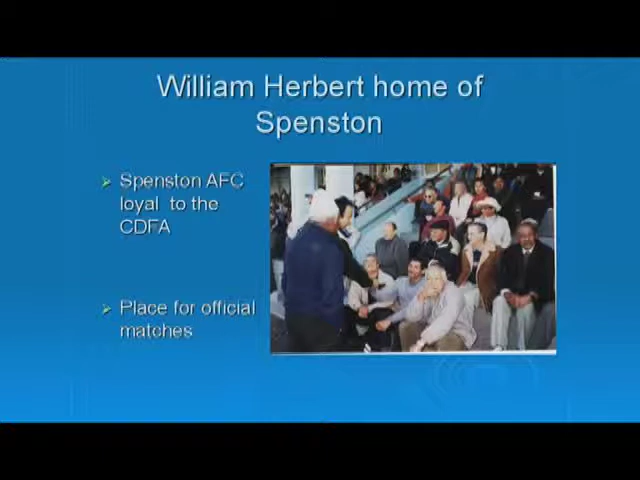 William Herbert home of
Spenston
Spenston AFC
loyal to the
CDFA
Place for official
matches